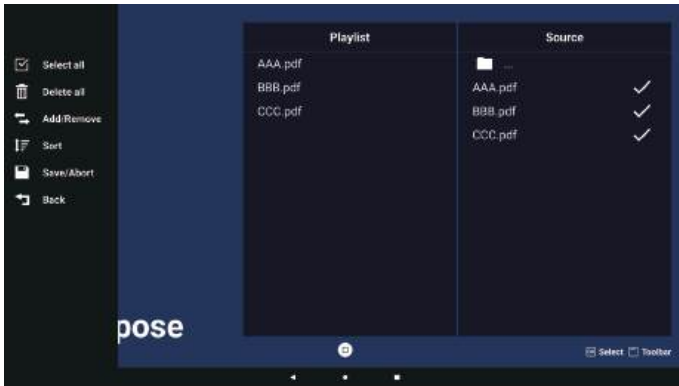 Select all
Delete all
Add/Remove
Sort
Save/Abort
Back
pose
Playlist
AAA.pdf
BBB.pdf
CCC.pdf
Source
...
AAA.pdf
BBB.pdf
CCC.pdf
Select Toolbar